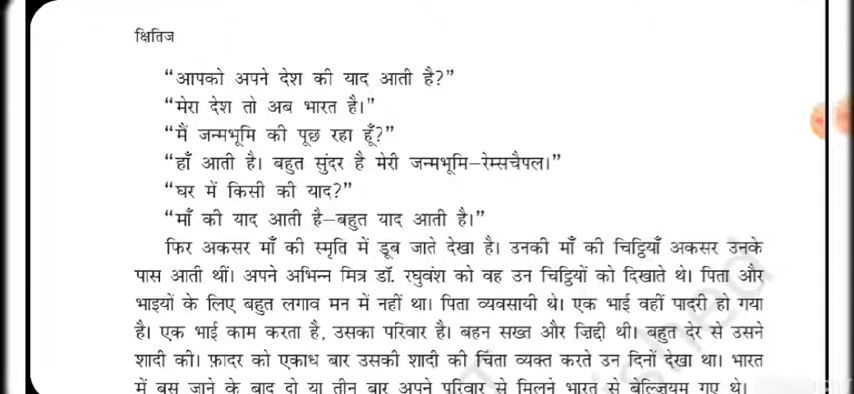 क्षितिज
“आपको अपने देश की याद आती है?”
“मेरा देश तो अब भारत है।”
“मैं जन्मभूमि की पूछ रहा हूँ?”
“हाँ आती है। बहुत सुंदर है मेरी जन्मभूमि–रेम्सचैपल।”
“घर में किसी की याद?”
“माँ की याद आती है–बहुत याद आती है।”
फिर अकसर माँ की स्मृति में डूब जाते देखा है। उनकी माँ की चिट्ठियाँ अकसर उनके
पास आती थीं। अपने अभिन्न मित्र डॉ. रघुवंश को वह उन चिट्ठियों को दिखाते थे। पिता और
भाइयों के लिए बहुत लगाव मन में नहीं था। पिता व्यवसायी थे। एक भाई वहीं पादरी हो गया
है। एक भाई काम करता है, उसका परिवार है। बहन सख्त और ज़िद्दी थी। बहुत देर से उसने
शादी की। फ़ादर को एकाध बार उसकी शादी की चिंता व्यक्त करते उन दिनों देखा था। भारत
में बस जाने के बाद दो या तीन बार अपने परिवार से मिलने भारत से बेल्जियम गए थे।